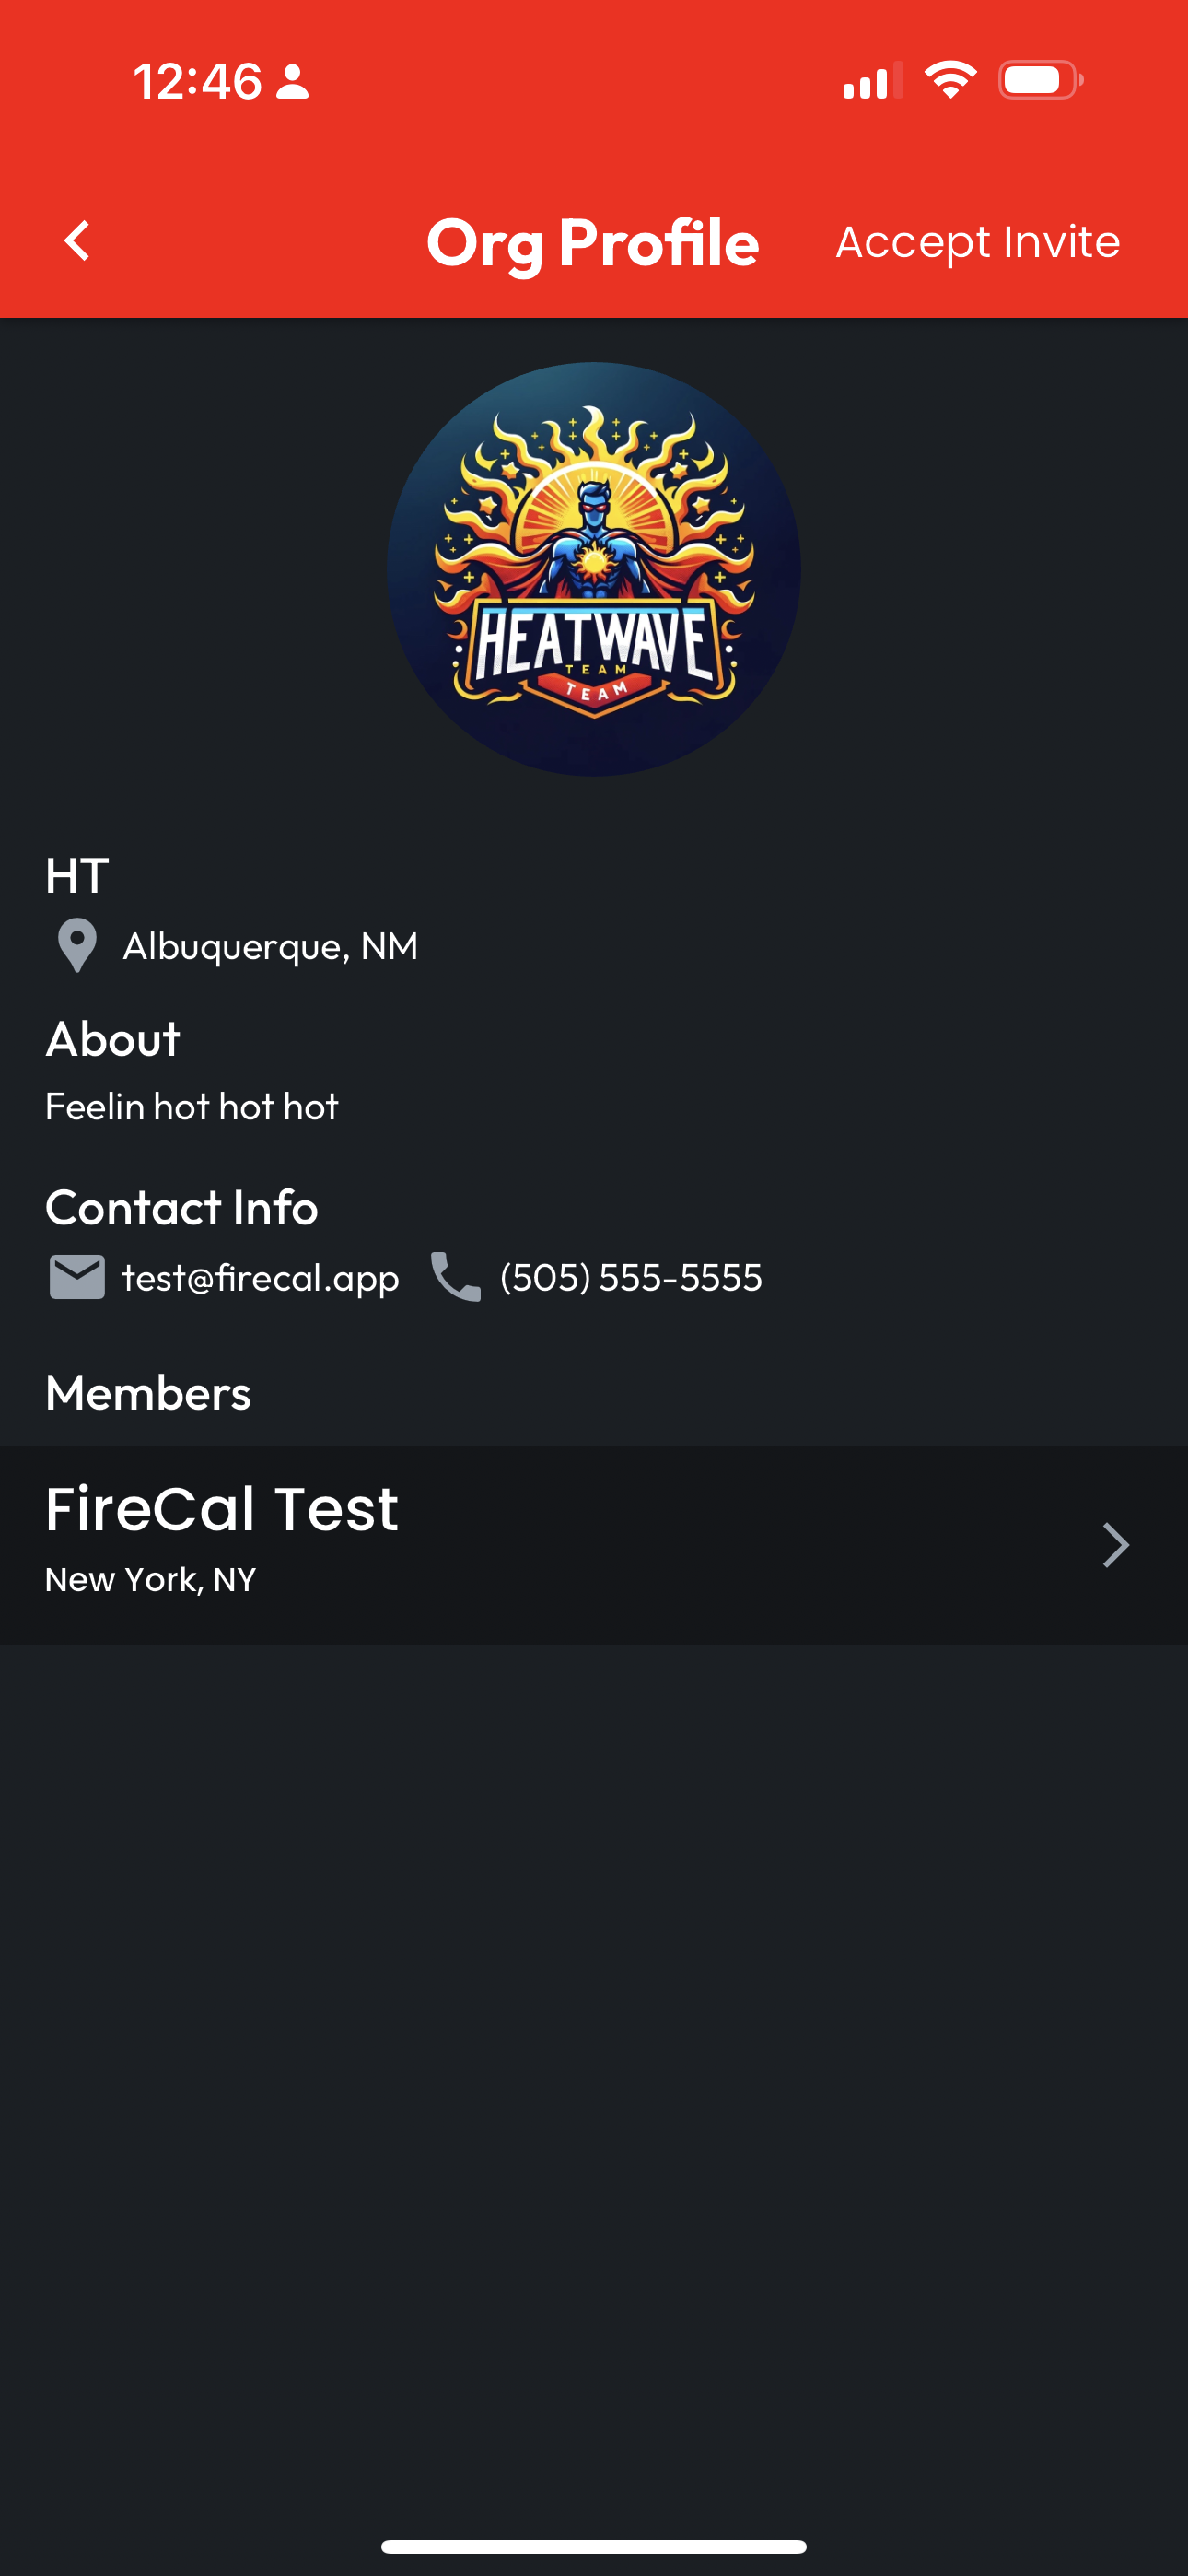 12:46
Org Profile
Accept Invite
HEATWAVE
TEAM
TEAM
HT
Albuquerque, NM
About
Feelin hot hot hot
Contact Info
test@firecal.app (505) 555-5555
Members
FireCal Test
New York, NY